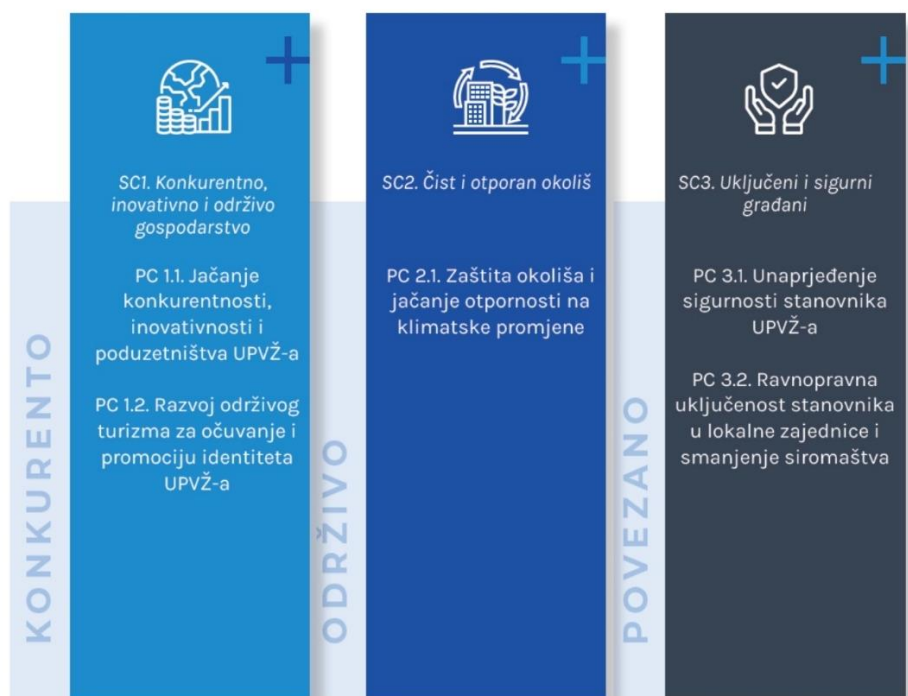 KONKURENTO
SC1. Konkurentno,
inovativno i održivo
gospodarstvo
PC 1.1. Jačanje
konkurentnosti,
inovativnosti i
poduzetništva UPVŽ-a
PC 1.2. Razvoj održivog
turizma za očuvanje i
promociju identiteta
UPVŽ-a
ODRŽIVO
SC2. Čist i otporan okoliš
PC 2.1. Zaštita okoliša i
jačanje otpornosti na
klimatske promjene
POVEZANO
SC3. Uključeni i sigurni
građani
PC 3.1. Unaprjeđenje
sigurnosti stanovnika
UPVŽ-a
PC 3.2. Ravnopravna
uključenost stanovnika
u lokalne zajednice i
smanjenje siromaštva